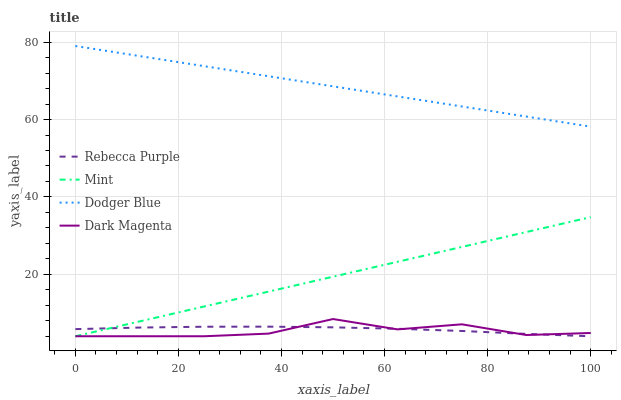 title
yaxis_label
80
60
40
20
Rebecca Purple
Mint
Dodger Blue
Dark Magenta
0 20 40 60 80 100
xaxis_label